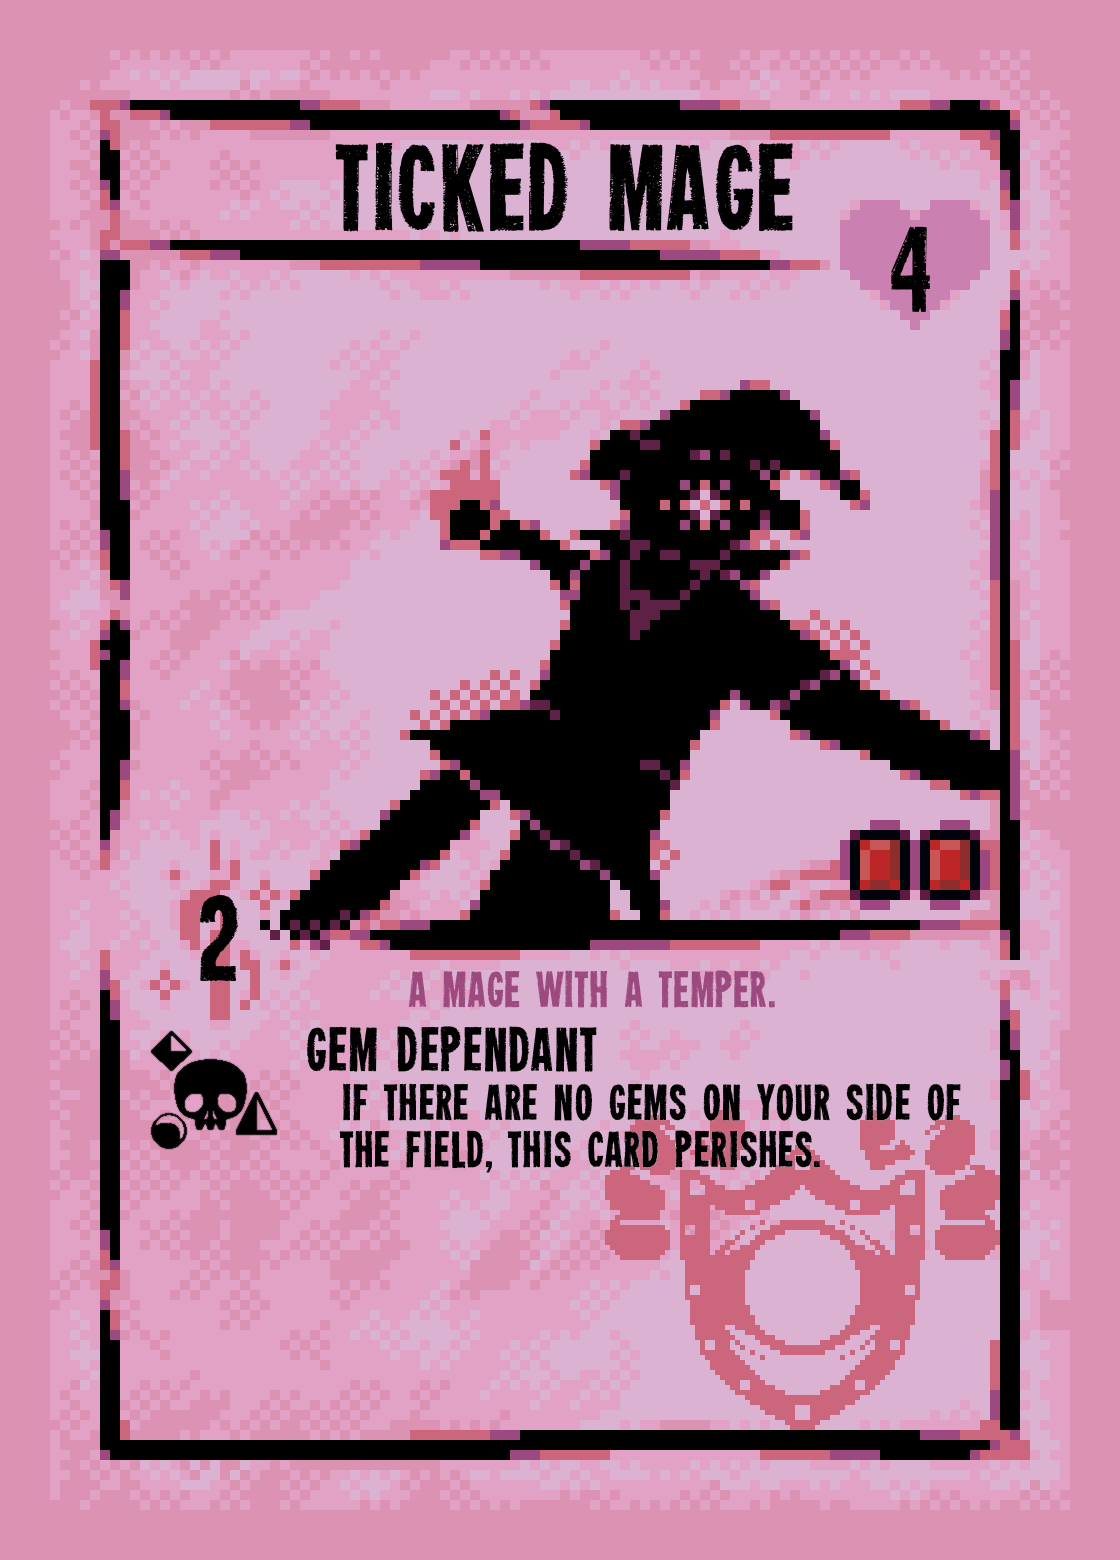 TICKED MAGE
4
2
A MAGE WITH A TEMPER.
GEM DEPENDANT
IF THERE ARE NO GEMS ON YOUR SIDE OF
THE FIELD, THIS CARD PERISHES.